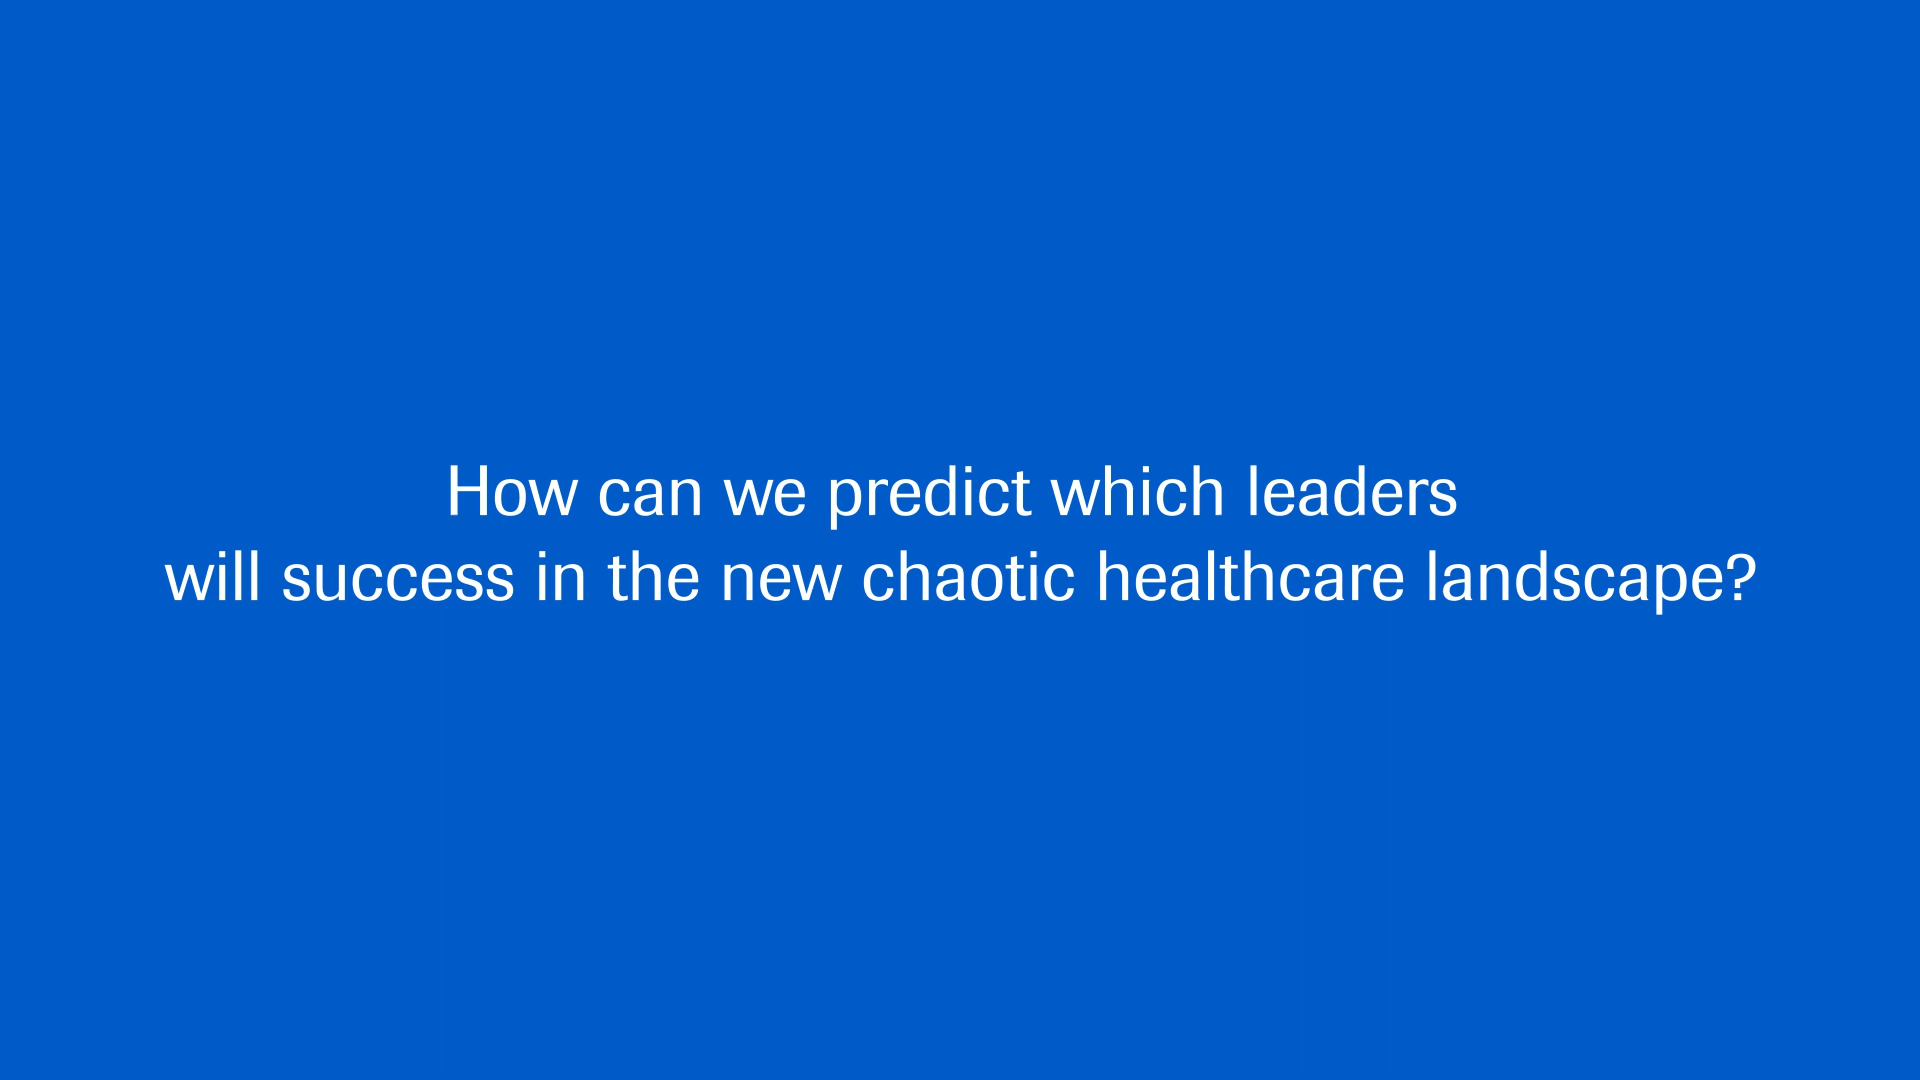 How can we predict which leaders
will success in the new chaotic healthcare landscape?